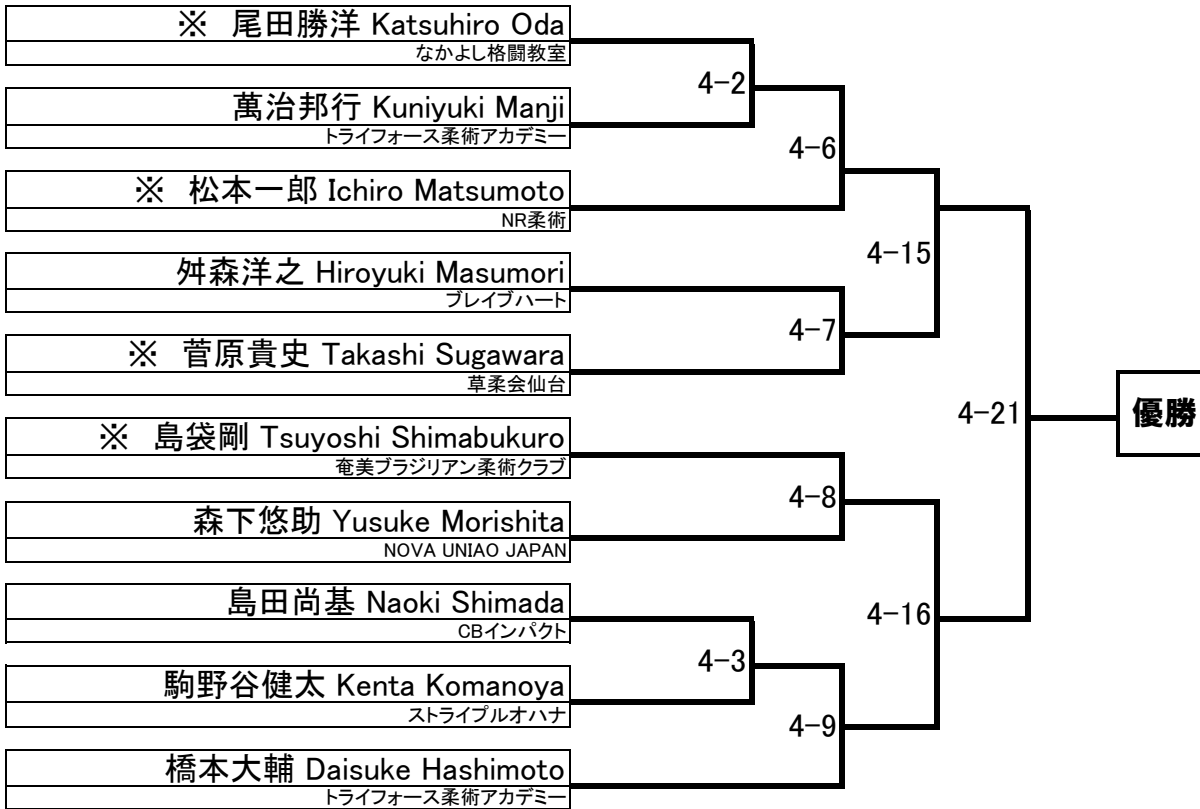 ※ 尾田勝洋 Katsuhiro Oda
なかよし格闘教室
4-2
萬治邦行 Kuniyuki Manji
トライフォース柔術アカデミー
4-6
※ 松本一郎 Ichiro Matsumoto
NR柔術
4-15
舛森洋之 Hiroyuki Masumori
ブレイブハート
4-7
※ 菅原貴史 Takashi Sugawara
草柔会仙台
4-21
優勝
※ 島袋剛 Tsuyoshi Shimabukuro
奄美ブラジリアン柔術クラブ
4-8
森下悠助 Yusuke Morishita
NOVA UNIAO JAPAN
島田尚基 Naoki Shimada
CBインパクト
4-16
4-3
駒野谷健太 Kenta Komanoya
ストライプルオハナ
4-9
橋本大輔 Daisuke Hashimoto
トライフォース柔術アカデミー